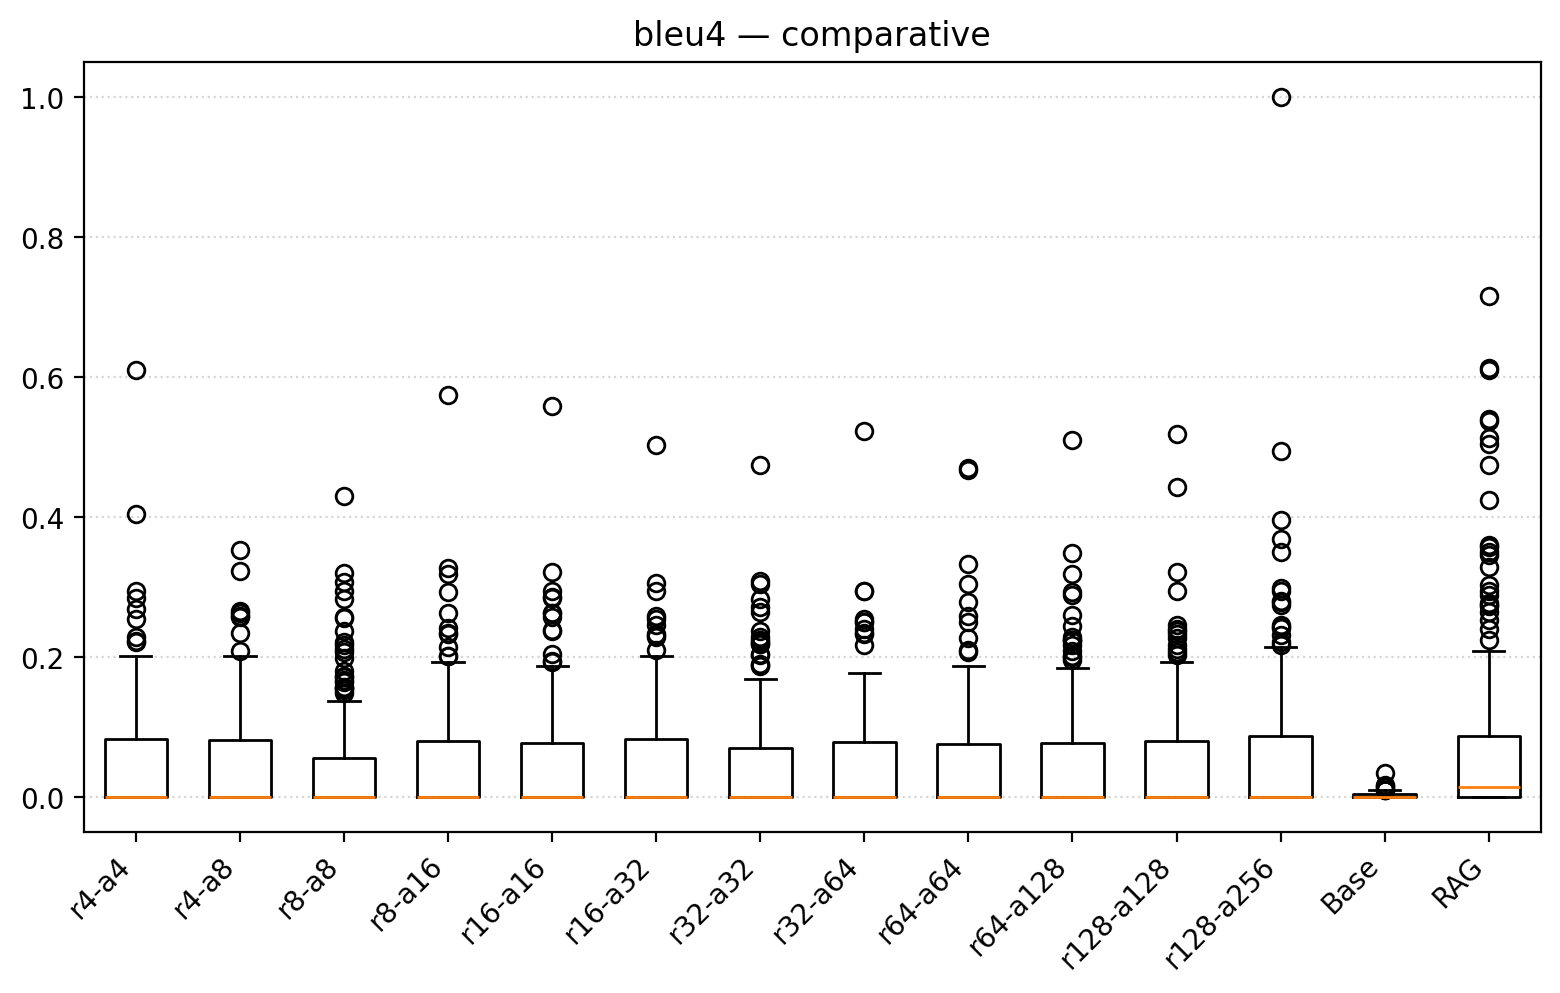 bleu4 — comparative
1.0
0.8
0.6
0.4
0.2
0.0
r4-a4
r4-a8
r8-a8
r8-a16
r16-a16
r16-a32
r32-a32
r32-a64
r64-a64
r64-a128
r128-a128
r128-a256
Base
RAG